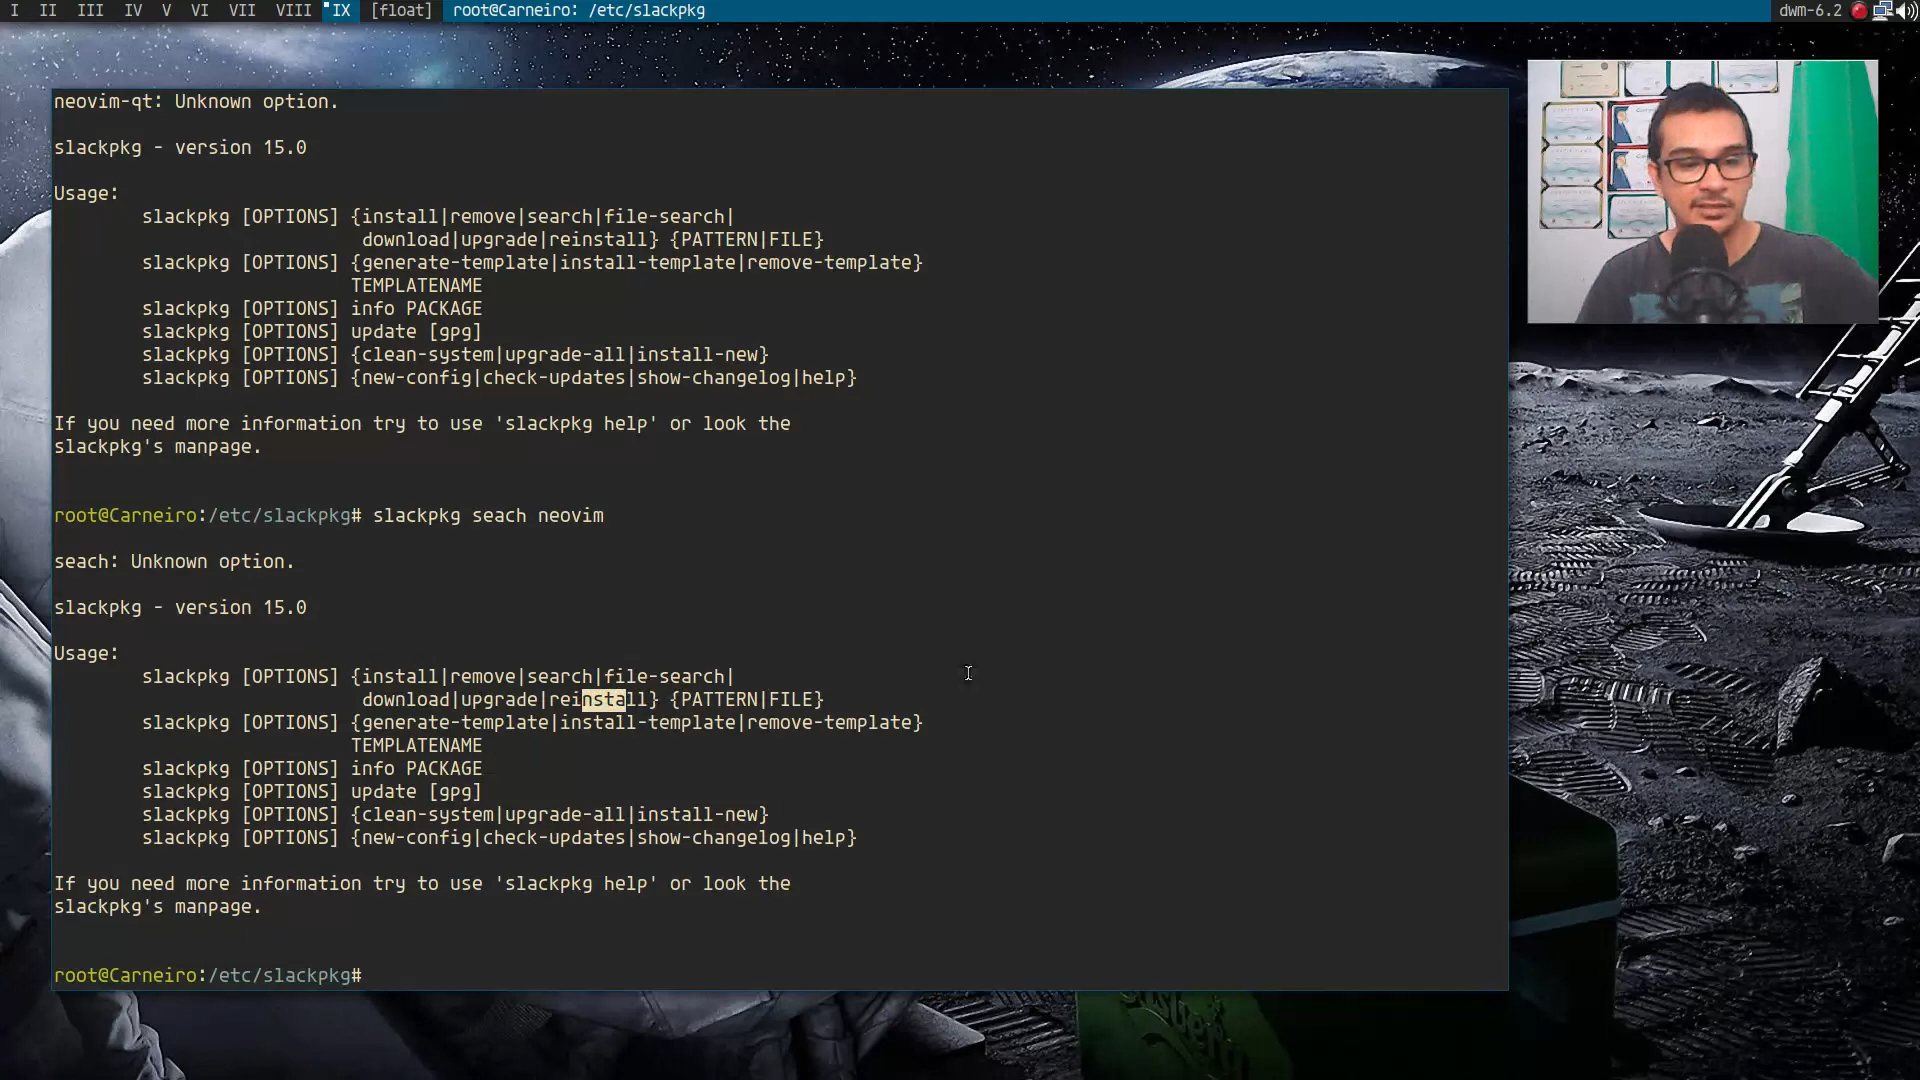 I II III IV V VI VII VIII IX [float] root@Carneiro: /etc/slackpkg dwm-6.2
neovim-qt: Unknown option.
slackpkg - version 15.0
Usage:
slackpkg [OPTIONS] {install|remove|search|file-search|
download|upgrade|reinstall} {PATTERN|FILE}
slackpkg [OPTIONS] {generate-template|install-template|remove-template}
TEMPLATENAME
slackpkg [OPTIONS] info PACKAGE
slackpkg [OPTIONS] update [gpg]
slackpkg [OPTIONS] {clean-system|upgrade-all|install-new}
slackpkg [OPTIONS] {new-config|check-updates|show-changelog|help}
If you need more information try to use 'slackpkg help' or look the
slackpkg's manpage.
root@Carneiro:/etc/slackpkg# slackpkg seach neovim
seach: Unknown option.
slackpkg - version 15.0
Usage:
slackpkg [OPTIONS] {install|remove|search|file-search|
download|upgrade|reinstall} {PATTERN|FILE}
slackpkg [OPTIONS] {generate-template|install-template|remove-template}
TEMPLATENAME
slackpkg [OPTIONS] info PACKAGE
slackpkg [OPTIONS] update [gpg]
slackpkg [OPTIONS] {clean-system|upgrade-all|install-new}
slackpkg [OPTIONS] {new-config|check-updates|show-changelog|help}
If you need more information try to use 'slackpkg help' or look the
slackpkg's manpage.
root@Carneiro:/etc/slackpkg#